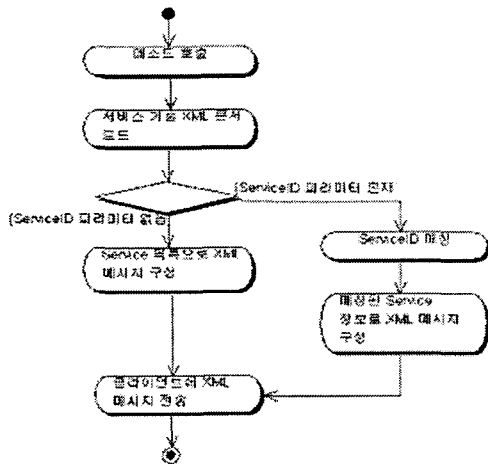 메소드 호출
서비스 기술 XML 문서
로드
[ServiceID 파라미터 존재
[ServiceID 파라미터 없음
Service 목록으로 XML
메시지 구성
ServiceID 매칭
매칭된 Service
정보로 XML 메시지
구성
클라이언트에 XML
메시지 전송